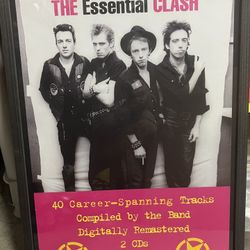 THE Essential CLASH
40 Career-Spanning Tracks
Compiled by the Band
Digitally Remastered
2 CDs